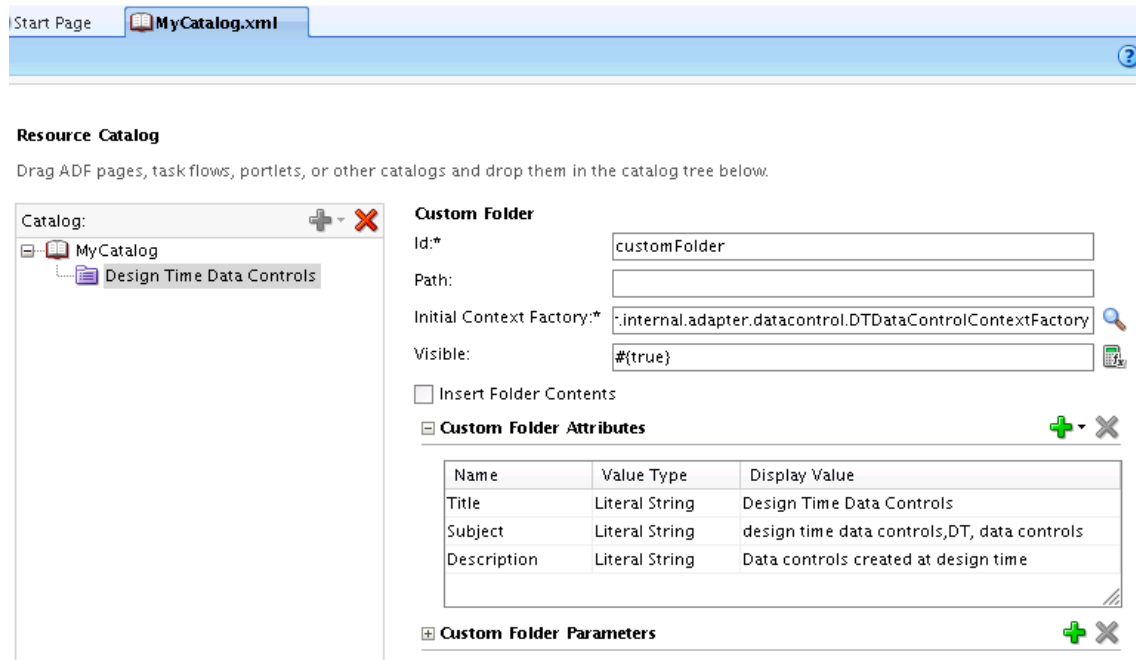 Start Page
MyCatalog.xml
Resource Catalog
Drag ADF pages, task flows, portlets, or other catalogs and drop them in the catalog tree below.
Catalog:
MyCatalog
Design Time Data Controls
Custom Folder
Id:* customFolder
Path:
Initial Context Factory:* r.internal.adapter.datacontrol.DTDataControlContextFactory
Visible: #{true}
Insert Folder Contents
Custom Folder Attributes
Name Value Type Display Value
Title Literal String Design Time Data Controls
Subject Literal String design time data controls,DT, data controls
Description Literal String Data controls created at design time
Custom Folder Parameters